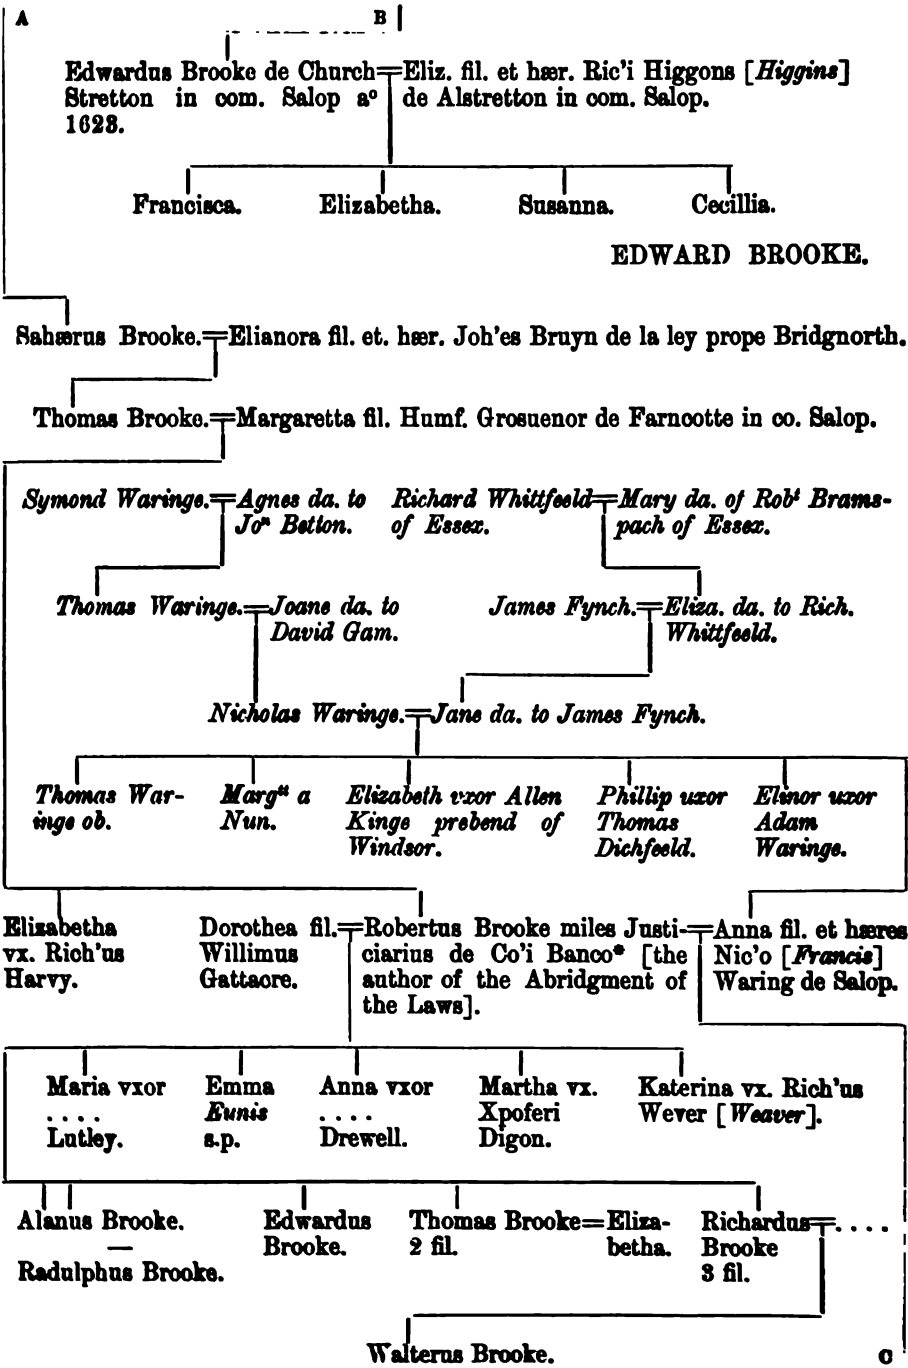 A B
Edwardus Brooke de Church=Eliz. fil. et hær. Ric'i Higgons [Higgins]
Stretton in com. Salop aº de Alstretton in com. Salop.
1623.
Francisca. Elizabetha. Susanna. Cecillia.
EDWARD BROOKE.
Sahærus Brooke.=Elianora fil. et. hær. Joh'es Bruyn de la ley prope Bridgnorth.
Thomas Brooke.=Margaretta fil. Humf. Grosuenor de Farncotte in co. Salop.
Symond Waringe.=Agnes da. to Richard Whittfeeld=Mary da. of Robᵗ Brams-
Joⁿ Betton. of Essex. pach of Essex.
Thomas Waringe.=Joane da. to James Fynch.=Eliza. da. to Rich.
David Gam. Whittfeeld.
Nicholas Waringe.=Jane da. to James Fynch.
Thomas War- Margᵗᵗ a Elizabeth vxor Allen Phillip uxor Elinor uxor
inge ob. Nun. Kinge prebend of Thomas Adam
Windsor. Dichfeeld. Waringe.
Elizabetha Dorothea fil.=Robertus Brooke miles Justi-=Anna fil. et hæres
vx. Rich'us Willimus ciarius de Co'i Banco* [the Nic'o [Francis]
Harvy. Gattacre. author of the Abridgment of Waring de Salop.
the Laws].
Maria vxor Emma Anna vxor Martha vx. Katerina vx. Rich'us
.... Eunis .... Xpoferi Wever [Weaver].
Lutley. s.p. Drewell. Digon.
Alanus Brooke. Edwardus Thomas Brooke=Eliza- Richardus=....
— Brooke. 2 fil. betha. Brooke
Radulphus Brooke. 3 fil.
Walterus Brooke. C